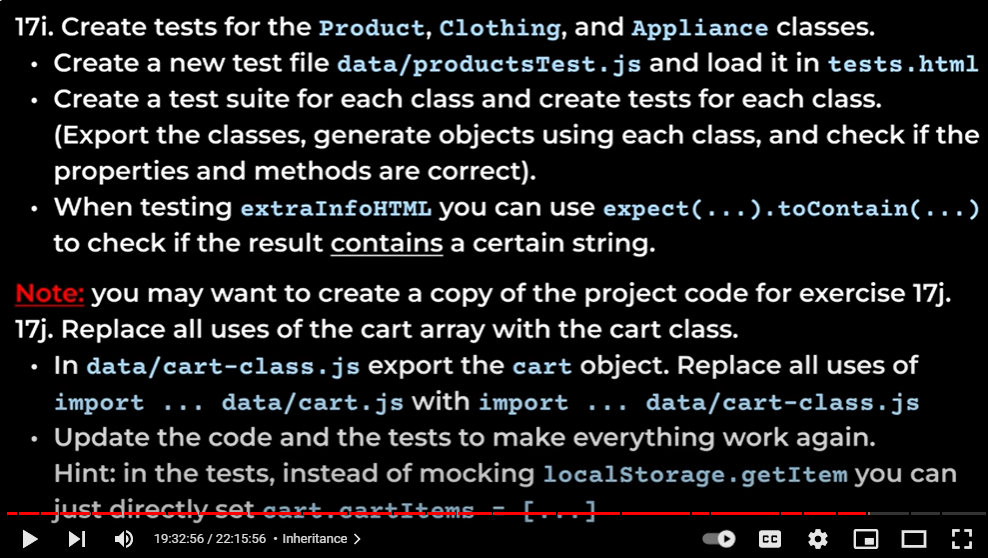 17i. Create tests for the Product, Clothing, and Appliance classes.
• Create a new test file data/productsTest.js and load it in tests.html
• Create a test suite for each class and create tests for each class.
(Export the classes, generate objects using each class, and check if the
properties and methods are correct).
• When testing extraInfoHTML you can use expect(...).toContain(...)
to check if the result contains a certain string.
Note: you may want to create a copy of the project code for exercise 17j.
17j. Replace all uses of the cart array with the cart class.
• In data/cart-class.js export the cart object. Replace all uses of
import ... data/cart.js with import ... data/cart-class.js
• Update the code and the tests to make everything work again.
Hint: in the tests, instead of mocking localStorage.getItem you can
just directly set cart.cartItems = [...]
19:32:56 / 22:15:56 • Inheritance >
CC